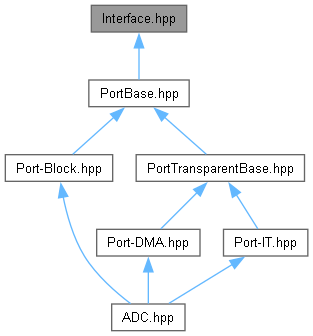 Interface.hpp
PortBase.hpp
Port-Block.hpp
PortTransparentBase.hpp
Port-DMA.hpp
Port-IT.hpp
ADC.hpp